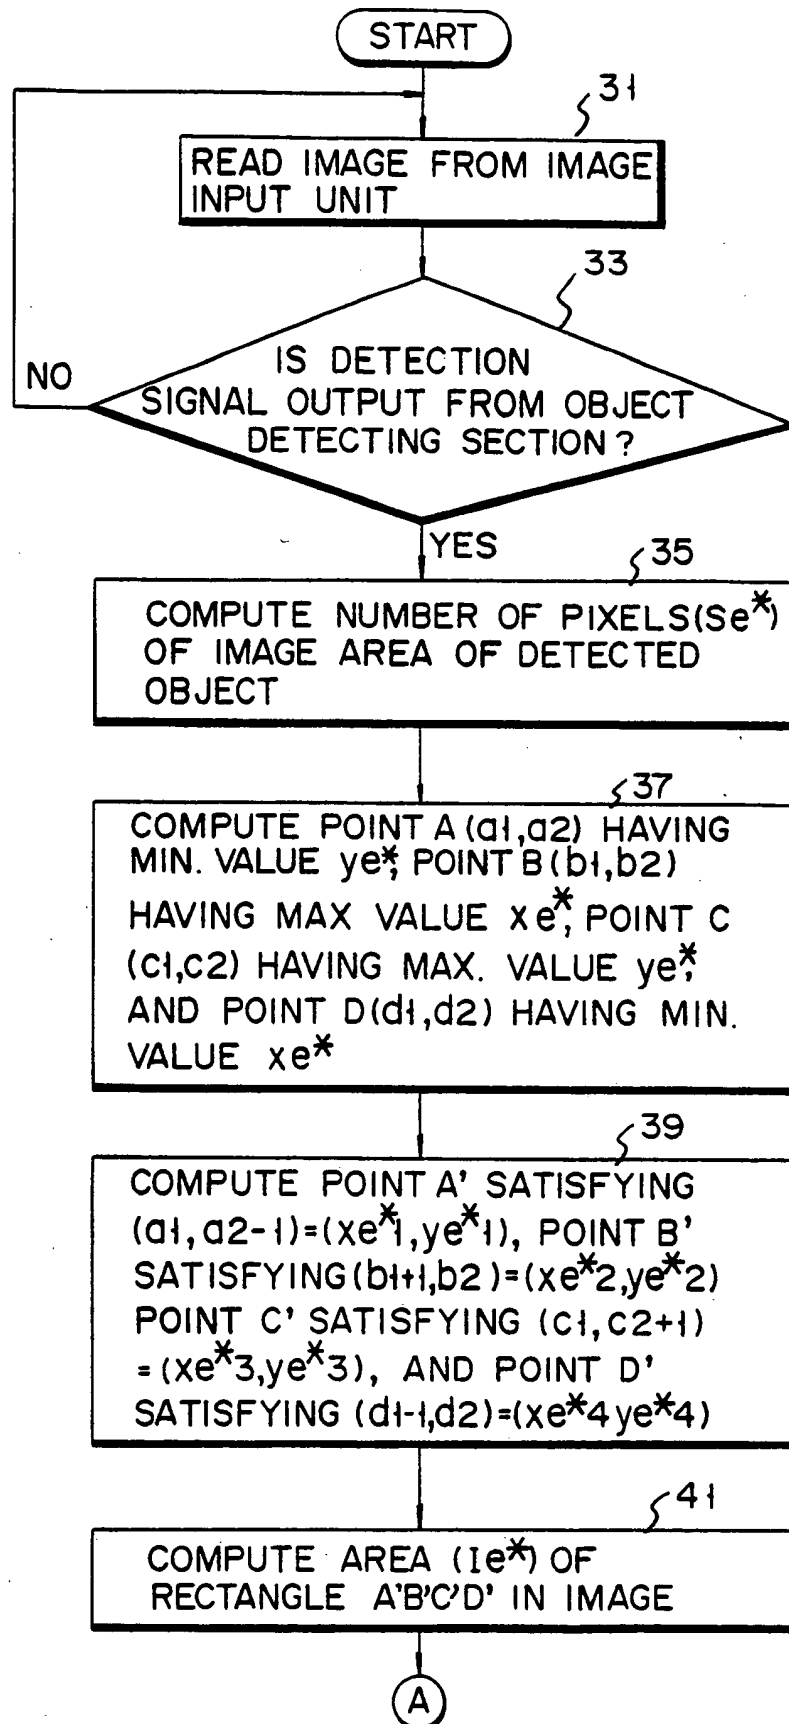 START
31
READ IMAGE FROM IMAGE
INPUT UNIT
33
NO
IS DETECTION
SIGNAL OUTPUT FROM OBJECT
DETECTING SECTION?
YES
35
COMPUTE NUMBER OF PIXELS(Se*)
OF IMAGE AREA OF DETECTED
OBJECT
37
COMPUTE POINT A(a1,a2) HAVING
MIN. VALUE ye*, POINT B(b1,b2)
HAVING MAX VALUE xe*, POINT C
(c1,c2) HAVING MAX. VALUE ye*,
AND POINT D(d1,d2) HAVING MIN.
VALUE xe*
39
COMPUTE POINT A' SATISFYING
(a1,a2-1)=(xe*1,ye*1), POINT B'
SATISFYING(b1+1,b2)=(xe*2,ye*2)
POINT C' SATISFYING (c1,c2+1)
=(xe*3,ye*3), AND POINT D'
SATISFYING (d1-1,d2)=(xe*4 ye*4)
41
COMPUTE AREA (Ie*) OF
RECTANGLE A'B'C'D' IN IMAGE
A